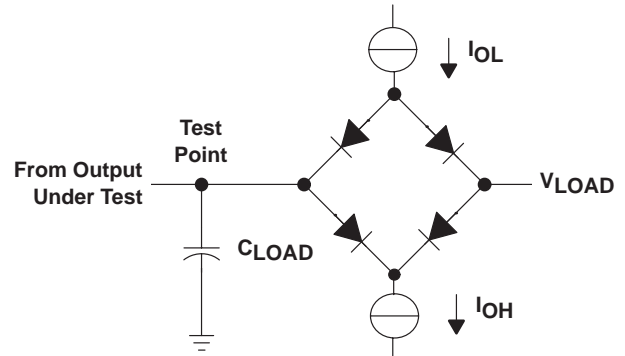 IOL
Test
Point
From Output
Under Test
VLOAD
CLOAD
IOH